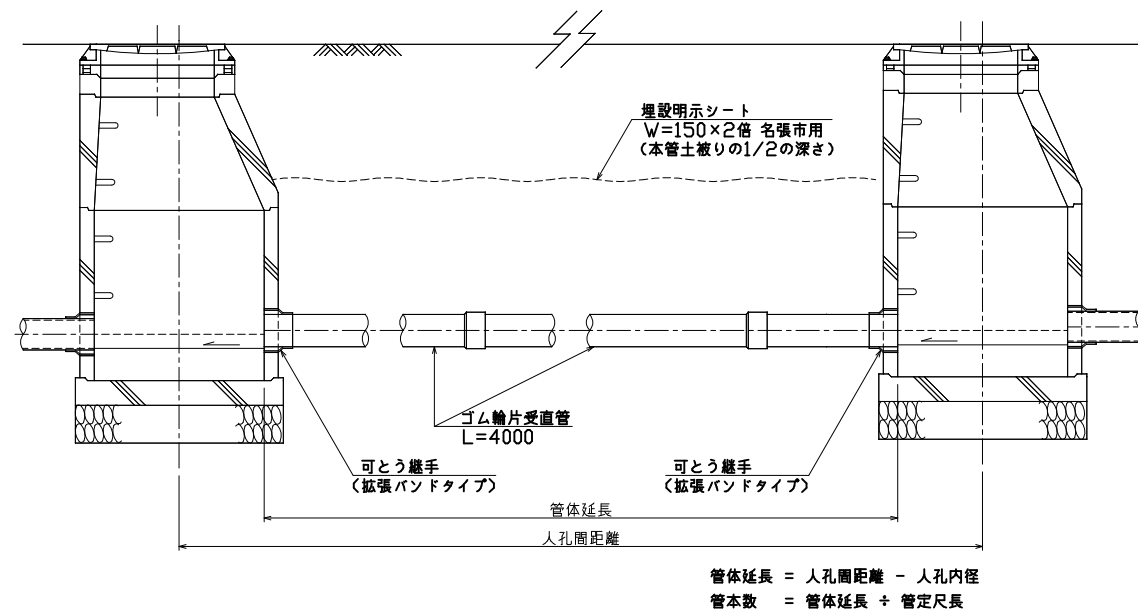 埋設明示シート
W=150×2倍 名張市用
(本管土被りの1/2の深さ)
ゴム輪片受直管
L=4000
可とう継手
(拡張バンドタイプ)
可とう継手
(拡張バンドタイプ)
管体延長
人孔間距離
管体延長 = 人孔間距離 - 人孔内径
管本数 = 管体延長 ÷ 管定尺長